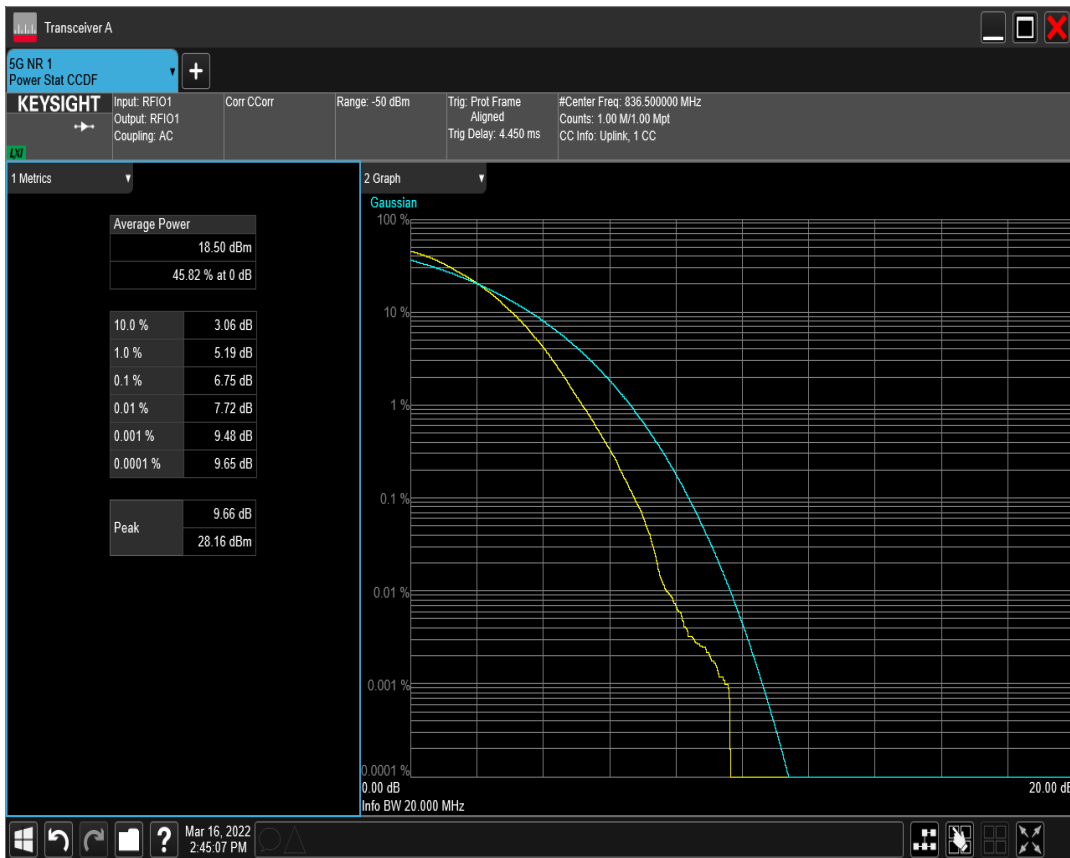 Transceiver A
5G NR 1
Power Stat CCDF
KEYSIGHT
LXI
Input: RFIO1
Output: RFIO1
Coupling: AC
Corr CCorr
Range: -50 dBm
Trig: Prot Frame
Aligned
Trig Delay: 4.450 ms
#Center Freq: 836.500000 MHz
Counts: 1.00 M/1.00 Mpt
CC Info: Uplink, 1 CC
1 Metrics
Average Power
18.50 dBm
45.82 % at 0 dB
10.0 % 3.06 dB
1.0 % 5.19 dB
0.1 % 6.75 dB
0.01 % 7.72 dB
0.001 % 9.48 dB
0.0001 % 9.65 dB
Peak
9.66 dB
28.16 dBm
2 Graph
Gaussian
100 %
10 %
1 %
0.1 %
0.01 %
0.001 %
0.0001 %
0.00 dB 20.00 dB
Info BW 20.000 MHz
?
Mar 16, 2022
2:45:07 PM